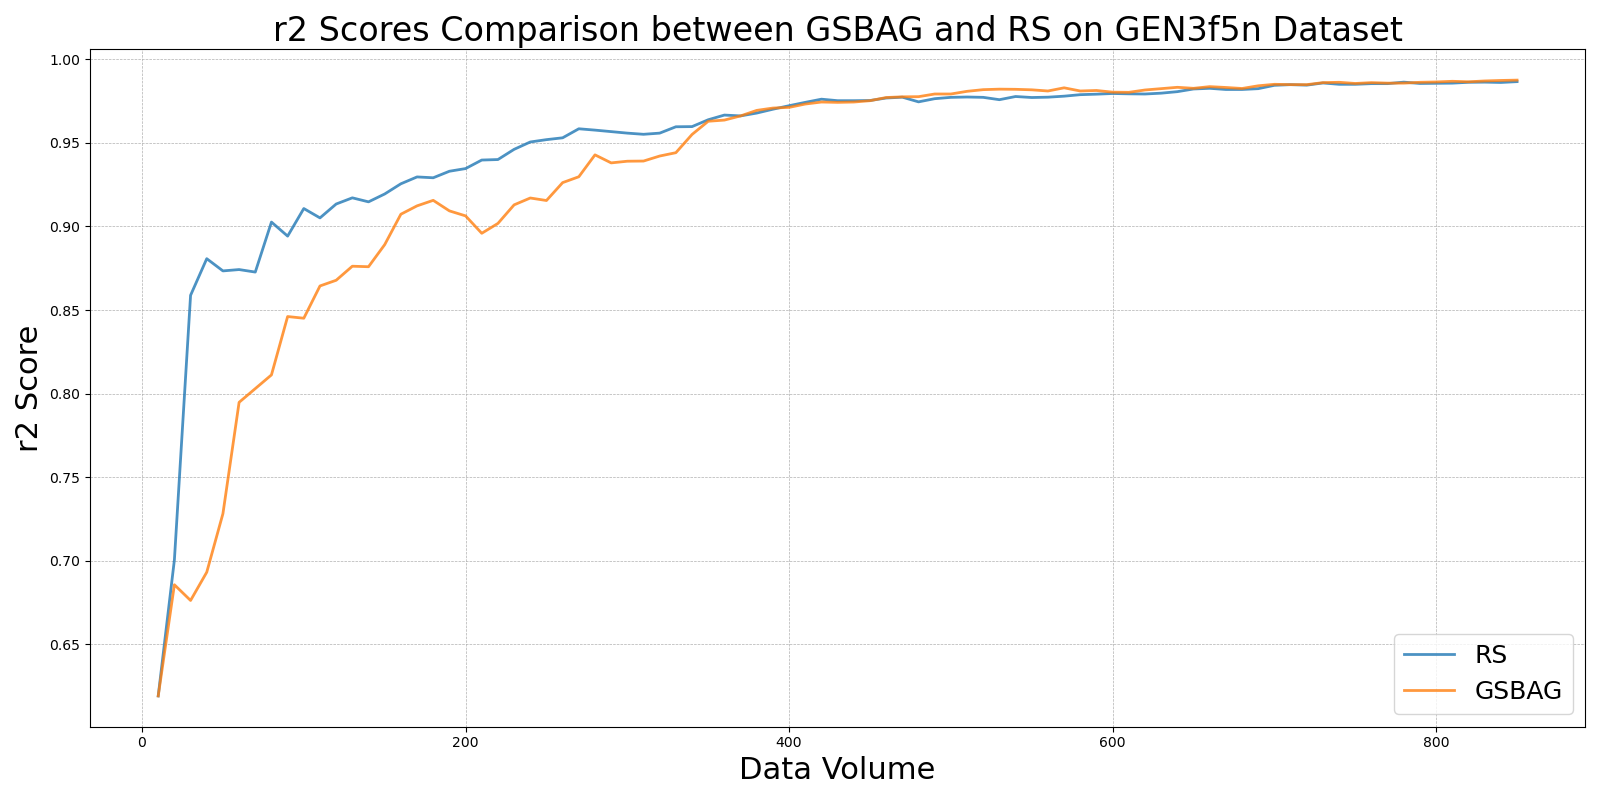 r2 Scores Comparison between GSBAG and RS on GEN3f5n Dataset
1.00
0.95
0.90
0.85
0.80
0.75
0.70
0.65
r2 Score
RS
GSBAG
0 200 400 600 800
Data Volume